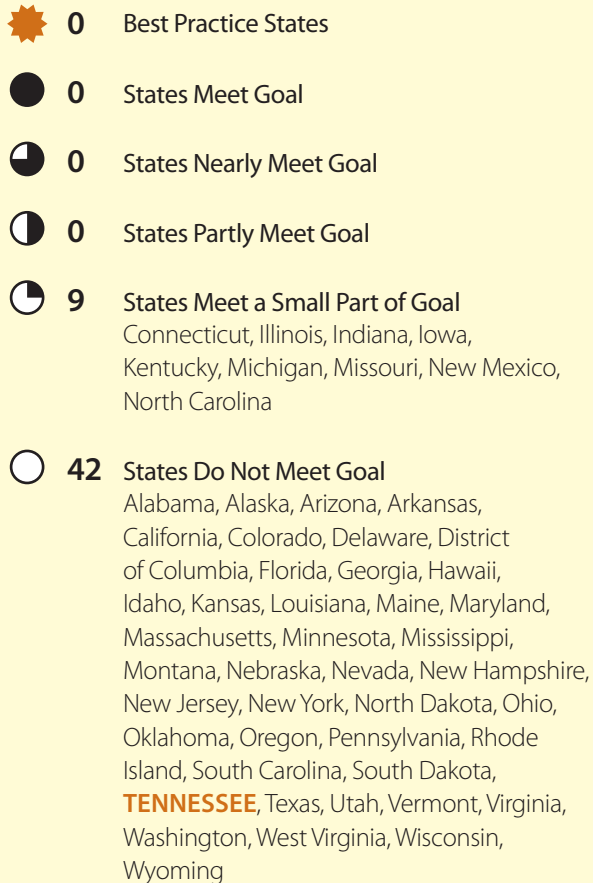 0 Best Practice States
0 States Meet Goal
0 States Nearly Meet Goal
0 States Partly Meet Goal
9 States Meet a Small Part of Goal
Connecticut, Illinois, Indiana, Iowa,
Kentucky, Michigan, Missouri, New Mexico,
North Carolina
42 States Do Not Meet Goal
Alabama, Alaska, Arizona, Arkansas,
California, Colorado, Delaware, District
of Columbia, Florida, Georgia, Hawaii,
Idaho, Kansas, Louisiana, Maine, Maryland,
Massachusetts, Minnesota, Mississippi,
Montana, Nebraska, Nevada, New Hampshire,
New Jersey, New York, North Dakota, Ohio,
Oklahoma, Oregon, Pennsylvania, Rhode
Island, South Carolina, South Dakota,
TENNESSEE, Texas, Utah, Vermont, Virginia,
Washington, West Virginia, Wisconsin,
Wyoming